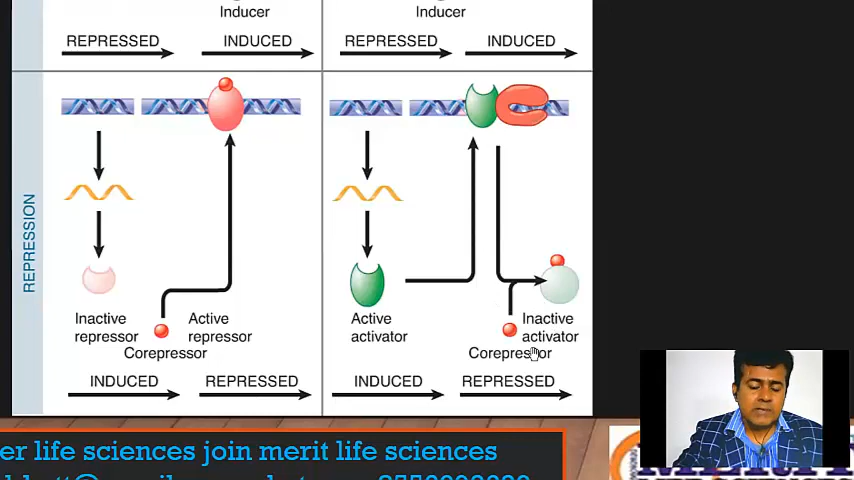 Inducer
Inducer
REPRESSED INDUCED
REPRESSED INDUCED
REPRESSION
Inactive
repressor
Active
repressor
Corepressor
INDUCED REPRESSED
Active
activator
Inactive
activator
Corepressor
INDUCED REPRESSED
er life sciences join merit life sciences